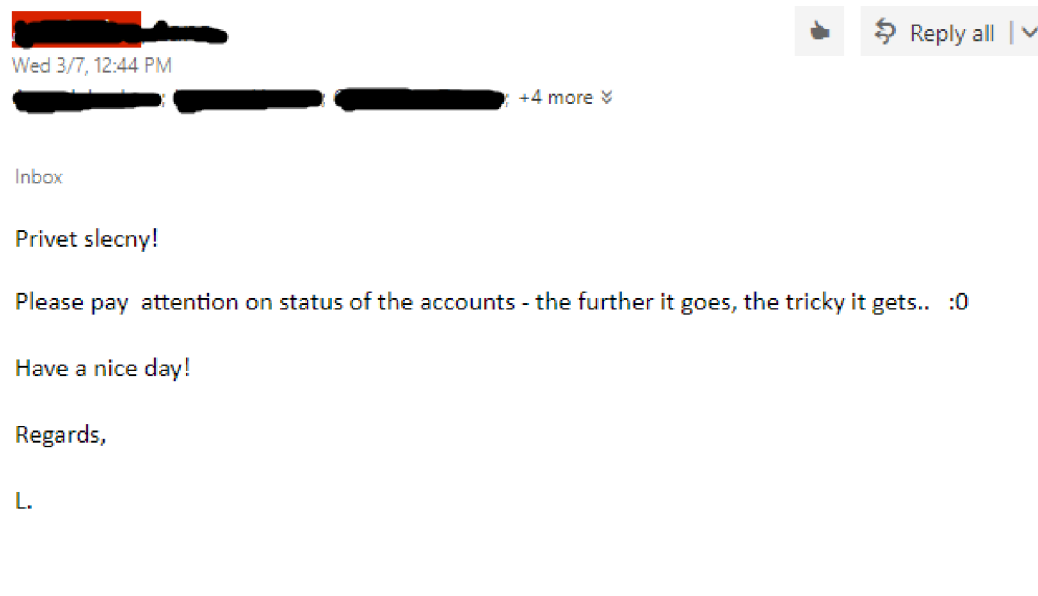 Reply all
Wed 3/7, 12:44 PM
; ; ; +4 more
Inbox
Privet slecny!
Please pay  attention on status of the accounts - the further it goes, the tricky it gets..   :0
Have a nice day!
Regards,
L.